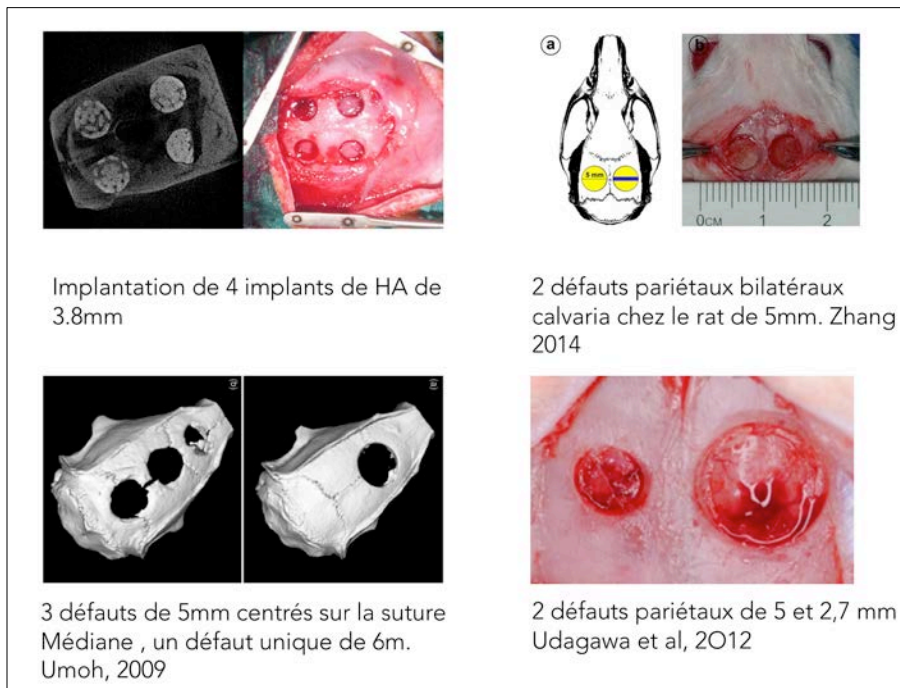 a
b
5 mm
0CM 1 2
Implantation de 4 implants de HA de
3.8mm
2 défauts pariétaux bilatéraux
calvaria chez le rat de 5mm. Zhang
2014
(b)
(a)
3 défauts de 5mm centrés sur la suture
Médiane , un défaut unique de 6m.
Umoh, 2009
2 défauts pariétaux de 5 et 2,7 mm
Udagawa et al, 2O12